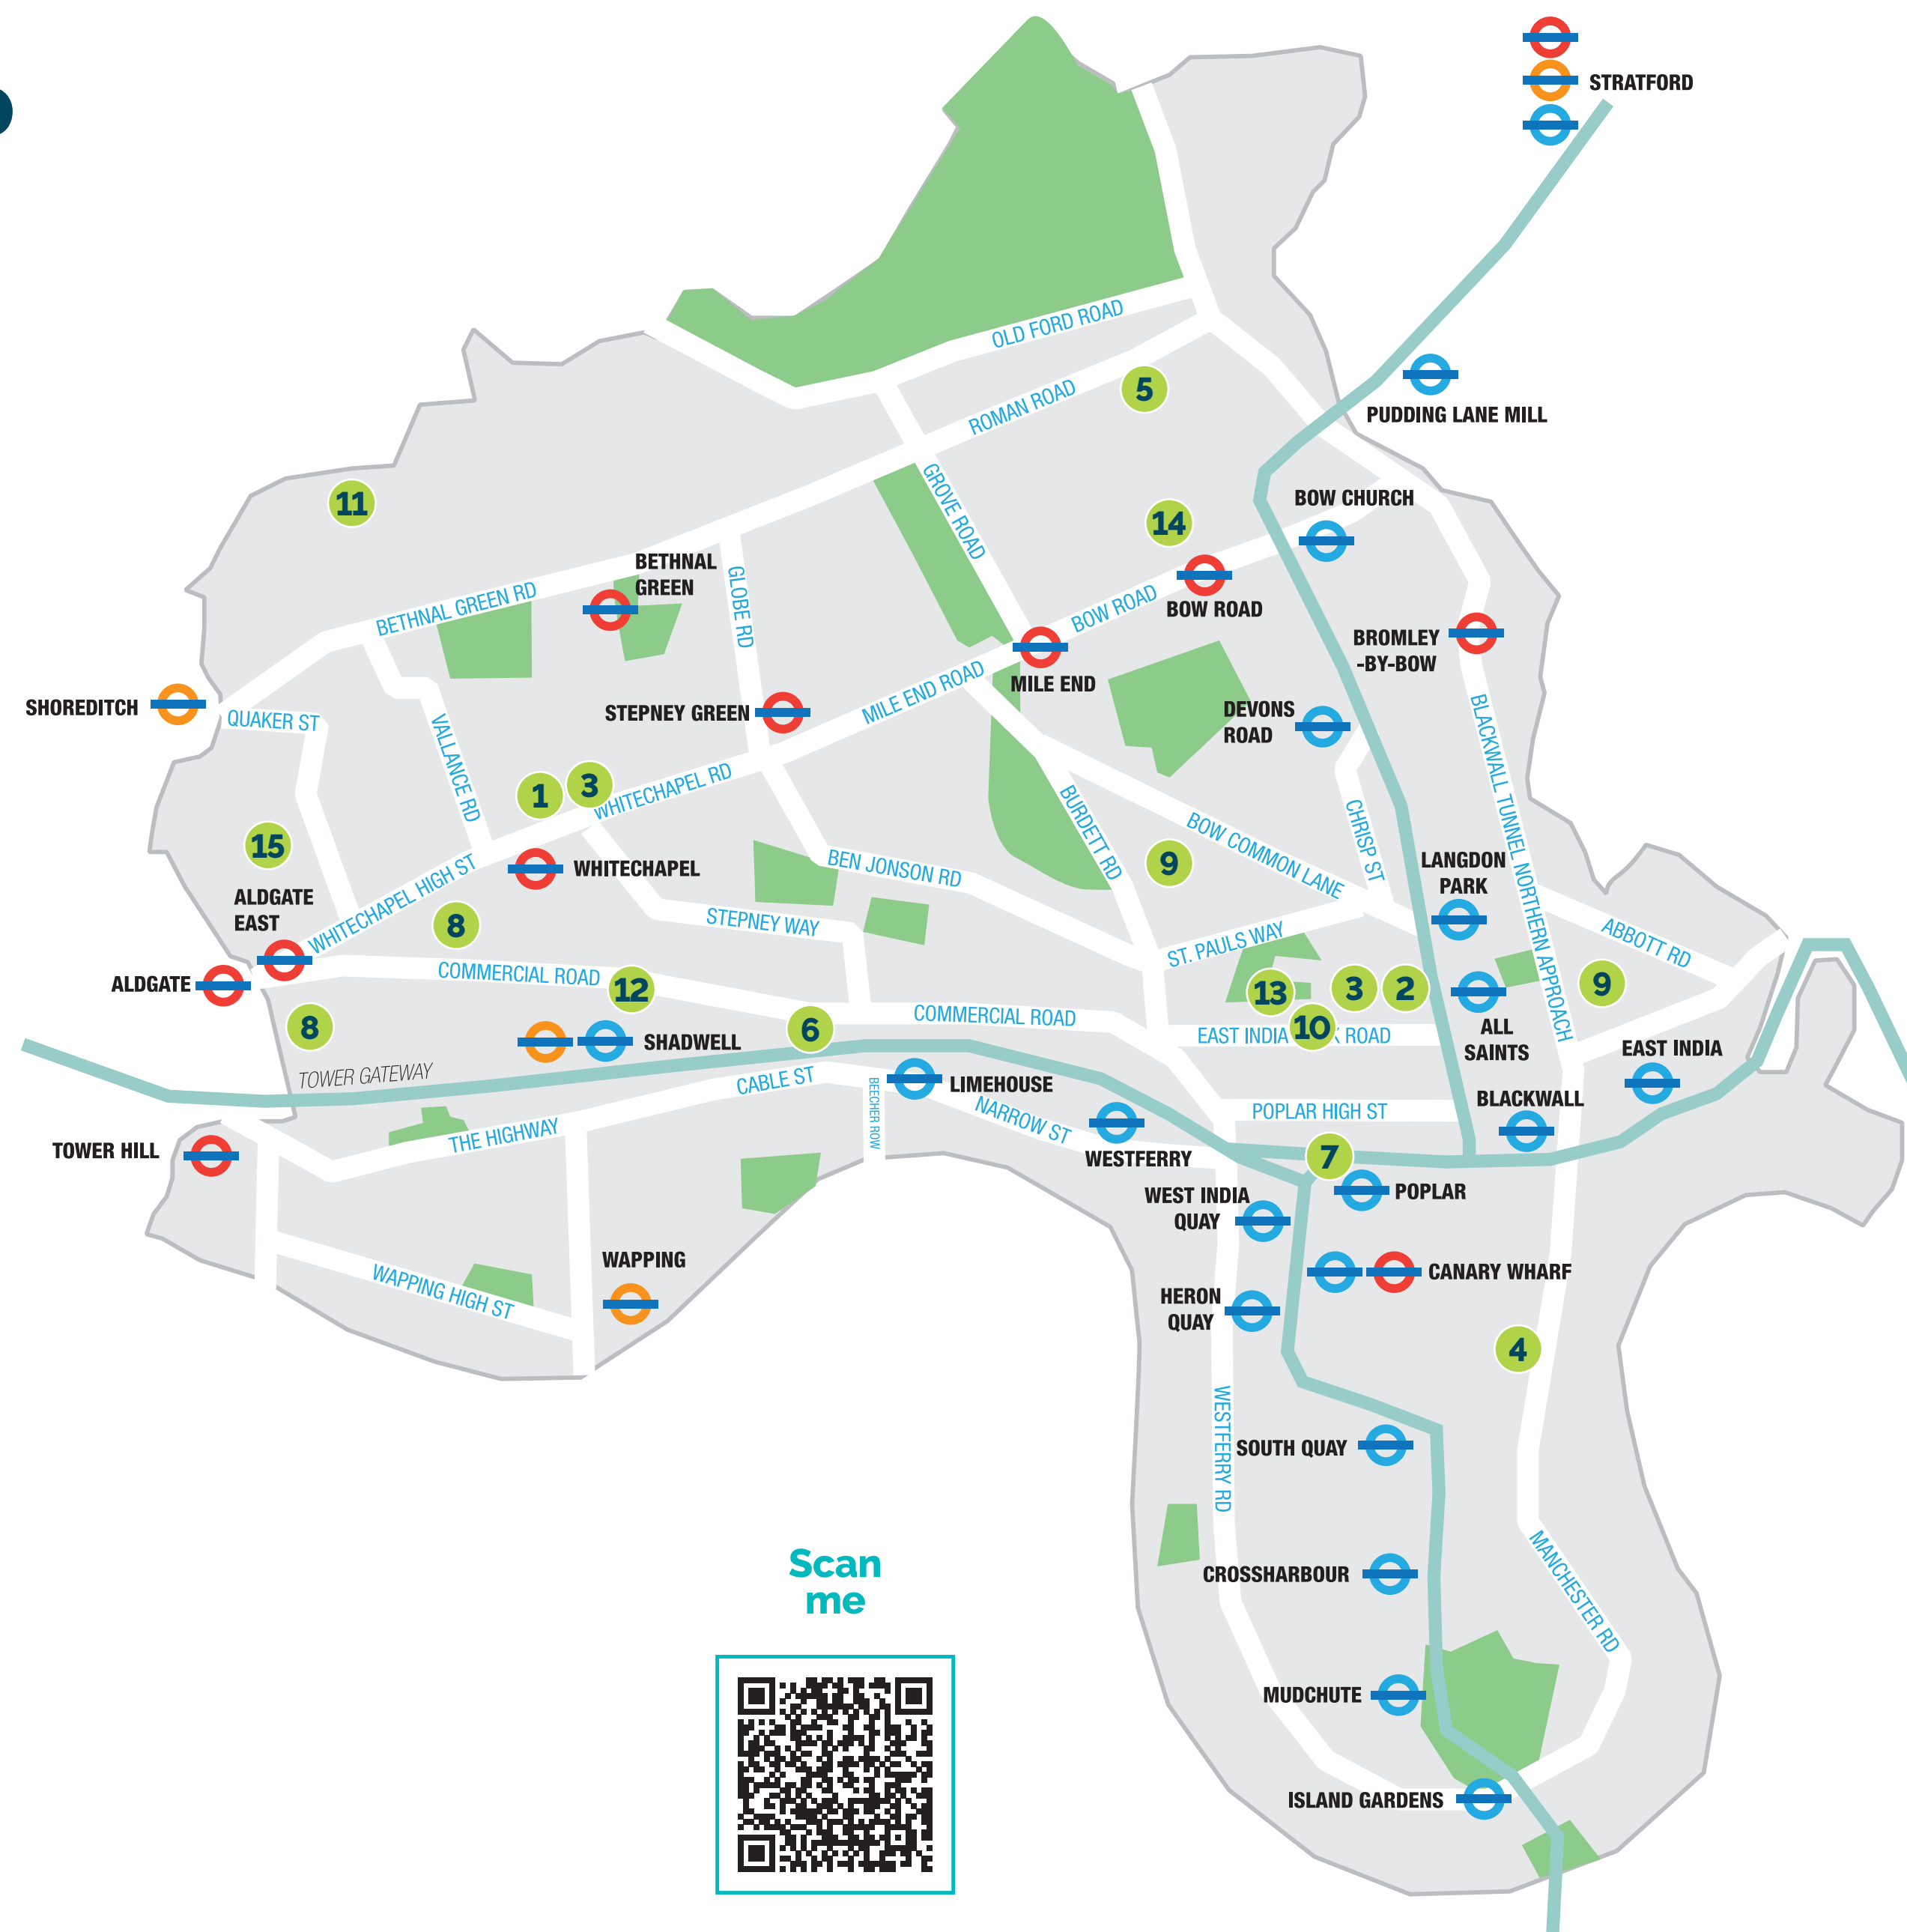 STRATFORD
OLD FORD ROAD
ROMAN ROAD
5
PUDDING LANE MILL
11
GROVE ROAD
14
BOW CHURCH
BETHNAL
GREEN
BETHNAL GREEN RD
GLOBE RD
BOW ROAD
BOW ROAD
BROMLEY
-BY-BOW
MILE END
SHOREDITCH
QUAKER ST
VALLANCE RD
STEPNEY GREEN
MILE END ROAD
DEVONS
ROAD
BLACKWALL TUNNEL NORTHERN APPROACH
1
3
WHITECHAPEL RD
BURDETT RD
BOW COMMON LANE
CHRISP ST
15
WHITECHAPEL
BEN JONSON RD
9
LANGDON
PARK
ALDGATE
EAST
WHITECHAPEL HIGH ST
8
STEPNEY WAY
ST. PAULS WAY
ABBOTT RD
ALDGATE
COMMERCIAL ROAD
12
13
3
2
9
8
SHADWELL
6
COMMERCIAL ROAD
EAST INDIA
10
ROAD
ALL
SAINTS
EAST INDIA
TOWER GATEWAY
CABLE ST
BEECHER ROW
LIMEHOUSE
NARROW ST
POPLAR HIGH ST
BLACKWALL
TOWER HILL
THE HIGHWAY
WESTFERRY
7
POPLAR
WEST INDIA
QUAY
WAPPING
WAPPING HIGH ST
CANARY WHARF
HERON
QUAY
4
WESTFERRY RD
SOUTH QUAY
Scan
me
CROSSHARBOUR
MANCHESTER RD
MUDCHUTE
ISLAND GARDENS